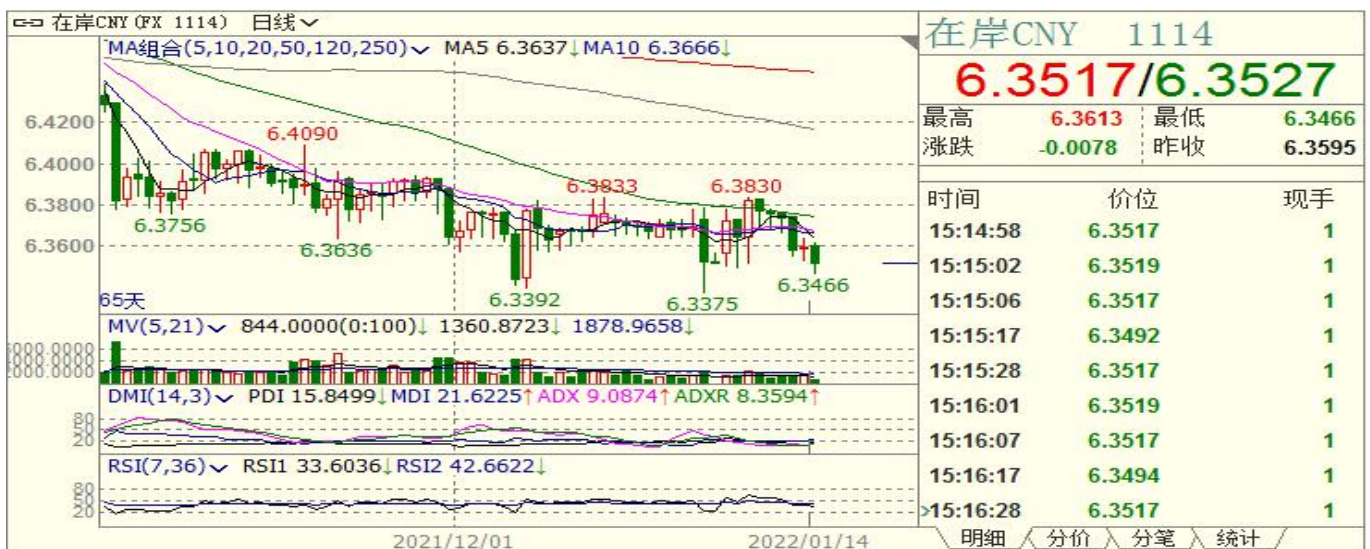 在岸CNY(FX 1114) 日线
MA组合(5,10,20,50,120,250) MA5 6.3637↓MA10 6.3666↓
6.4200
6.4000
6.3800
6.3600
6.4090
6.3833
6.3830
6.3756
6.3636
6.3392
6.3375
6.3466
65天
MV(5,21) 844.0000(0:100)↓ 1360.8723↓ 1878.9658↓
DMI(14,3) PDI 15.8499↓MDI 21.6225↑ADX 9.0874↑ADXR 8.3594↑
80
50
20
RSI(7,36) RSI1 33.6036↓RSI2 42.6622↓
80
50
20
2021/12/01 2022/01/14
在岸CNY 1114
6.3517/6.3527
最高 6.3613 最低 6.3466
涨跌 -0.0078 昨收 6.3595
时间 价位 现手
15:14:58 6.3517 1
15:15:02 6.3519 1
15:15:06 6.3517 1
15:15:17 6.3492 1
15:15:28 6.3517 1
15:16:01 6.3519 1
15:16:07 6.3517 1
15:16:17 6.3494 1
>15:16:28 6.3517 1
明细 分价 分笔 统计